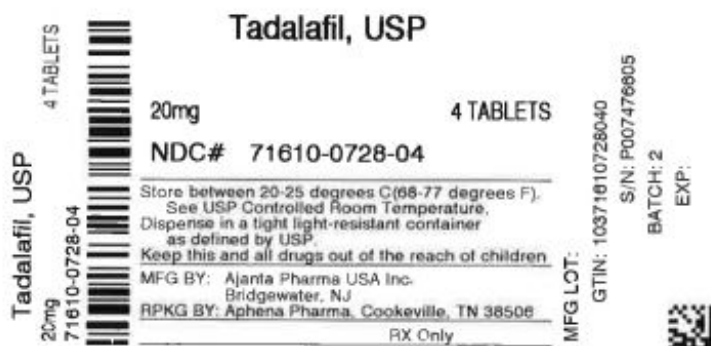 Tadalafil, USP
20mg 4 TABLETS
NDC# 71610-0728-04
Store between 20-25 degrees C(68-77 degrees F).
See USP Controlled Room Temperature.
Dispense in a tight light-resistant container
as defined by USP.
Keep this and all drugs out of the reach of children
MFG BY: Ajanta Pharma USA Inc.
Bridgewater, NJ
RPKG BY: Aphena Pharma, Cookeville, TN 38506
RX Only
Tadalafil, USP
20mg 4 TABLETS
71610-0728-04
MFG LOT:
GTIN: 10371610728040
S/N: P007476605
BATCH: 2
EXP: